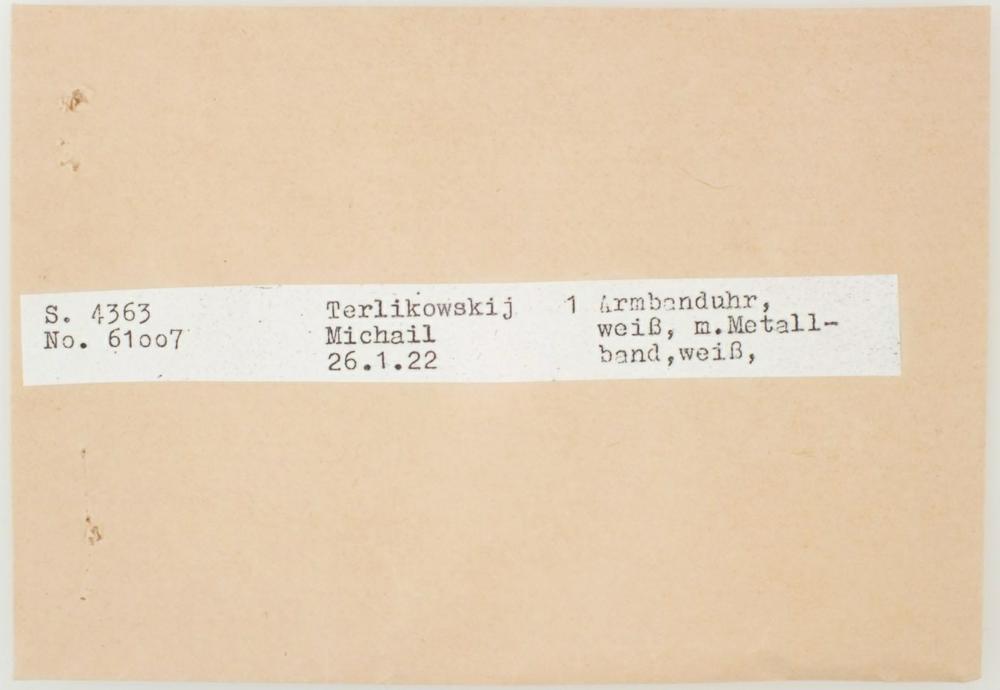 S. 4363
No. 61oo7
Terlikowskij
Michail
26.1.22
1 Armbanduhr,
weiß, m.Metall-
band,weiß,